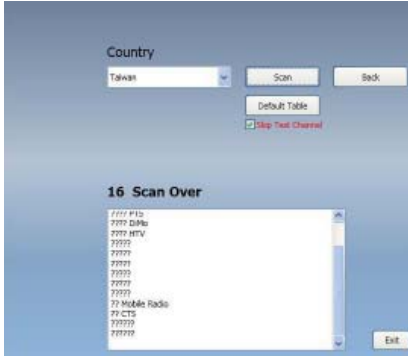 Country
Taiwan
Scan
Back
Default Table
Skip Test Channel
16 Scan Over
???? PTS
???? DiMo
???? HTV
?????
?????
?????
?????
?????
?????
?? Mobile Radio
?? CTS
??????
??????
Exit